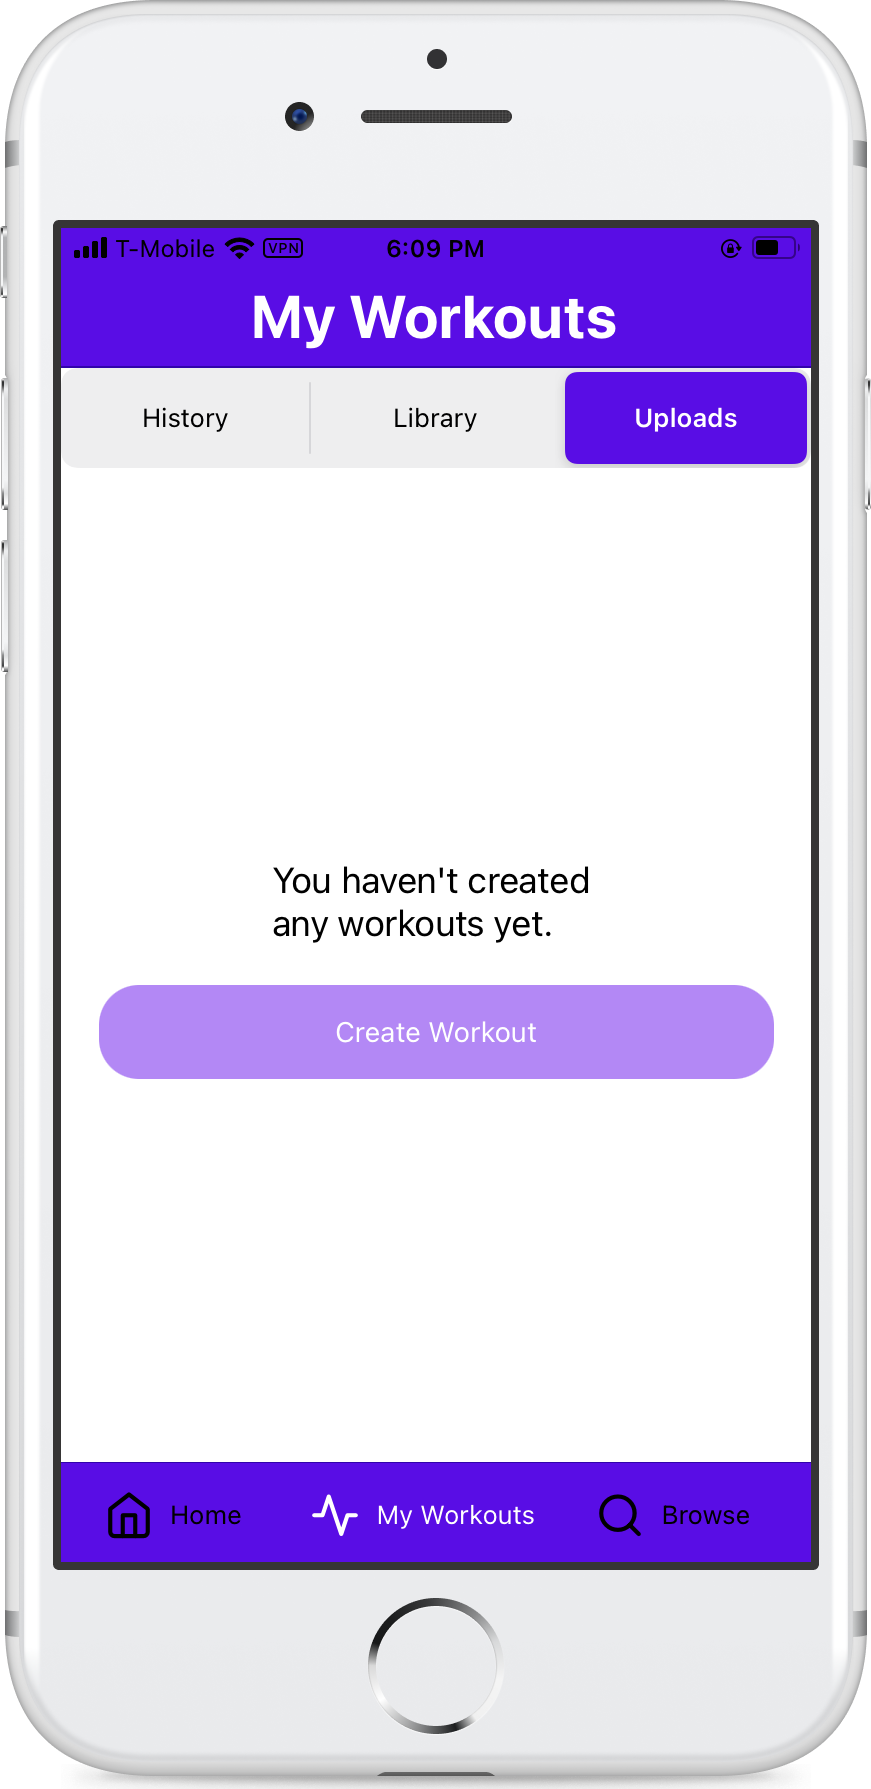 T-Mobile VPN 6:09 PM
My Workouts
History Library Uploads
You haven't created
any workouts yet.
Create Workout
Home My Workouts Browse